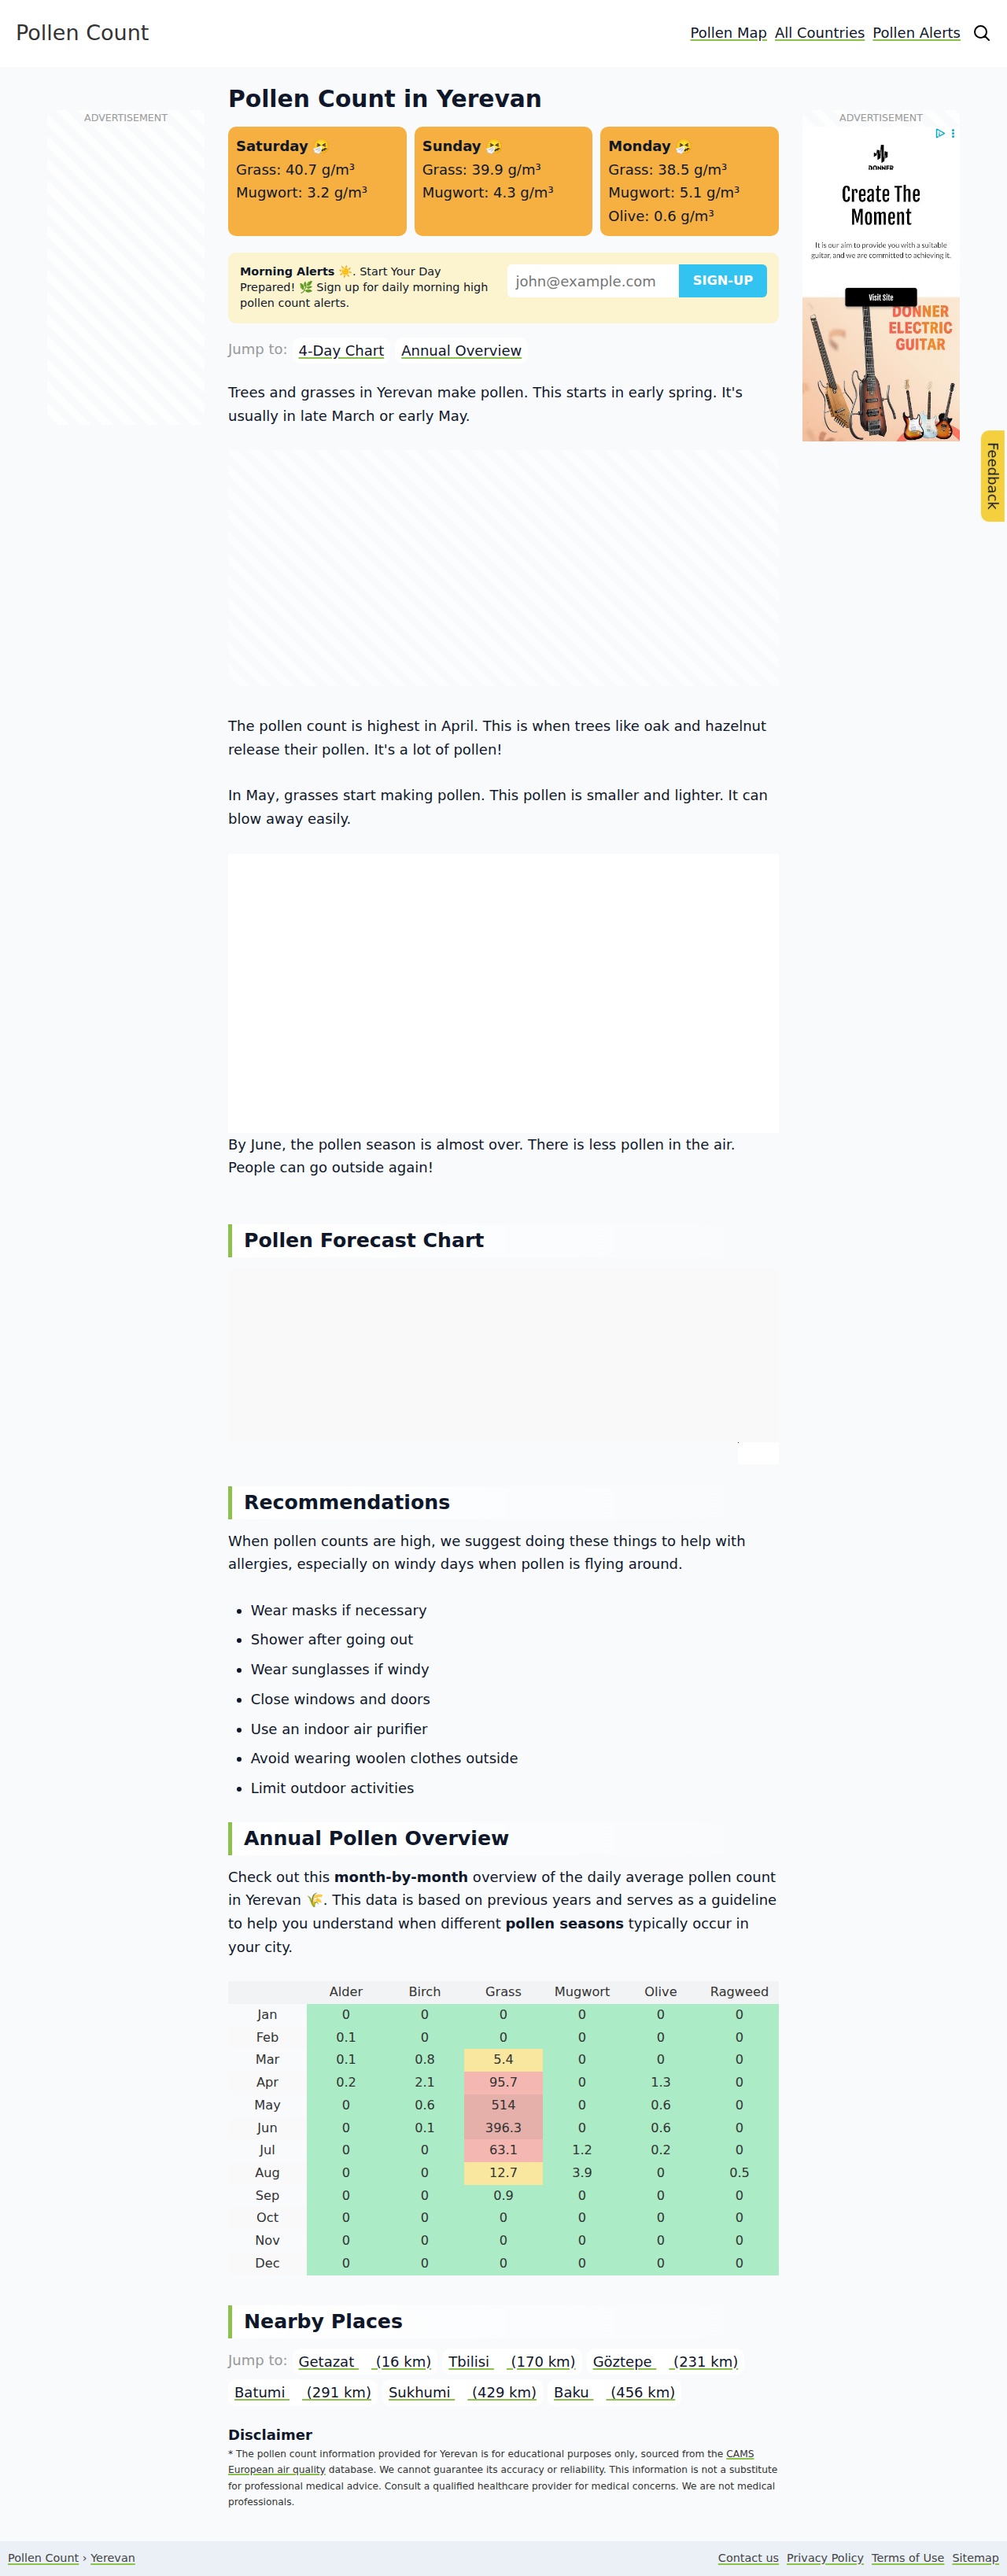 Pollen Count
Pollen Map All Countries Pollen Alerts
ADVERTISEMENT
Pollen Count in Yerevan
Saturday 🤧
Grass: 40.7 g/m³
Mugwort: 3.2 g/m³
Sunday 🤧
Grass: 39.9 g/m³
Mugwort: 4.3 g/m³
Monday 🤧
Grass: 38.5 g/m³
Mugwort: 5.1 g/m³
Olive: 0.6 g/m³
ADVERTISEMENT
DONNER
Create The
Moment
It is our aim to provide you with a suitable
guitar, and we are committed to achieving it.
Visit Site
DONNER
ELECTRIC
GUITAR
Feedback
Morning Alerts ☀️. Start Your Day
Prepared! 🌿 Sign up for daily morning high
pollen count alerts.
john@example.com
SIGN-UP
Jump to: 4-Day Chart Annual Overview
Trees and grasses in Yerevan make pollen. This starts in early spring. It's
usually in late March or early May.
The pollen count is highest in April. This is when trees like oak and hazelnut
release their pollen. It's a lot of pollen!
In May, grasses start making pollen. This pollen is smaller and lighter. It can
blow away easily.
By June, the pollen season is almost over. There is less pollen in the air.
People can go outside again!
Pollen Forecast Chart
Recommendations
When pollen counts are high, we suggest doing these things to help with
allergies, especially on windy days when pollen is flying around.
• Wear masks if necessary
• Shower after going out
• Wear sunglasses if windy
• Close windows and doors
• Use an indoor air purifier
• Avoid wearing woolen clothes outside
• Limit outdoor activities
Annual Pollen Overview
Check out this month-by-month overview of the daily average pollen count
in Yerevan 🌾. This data is based on previous years and serves as a guideline
to help you understand when different pollen seasons typically occur in
your city.
Alder Birch Grass Mugwort Olive Ragweed
Jan 0 0 0 0 0 0
Feb 0.1 0 0 0 0 0
Mar 0.1 0.8 5.4 0 0 0
Apr 0.2 2.1 95.7 0 1.3 0
May 0 0.6 514 0 0.6 0
Jun 0 0.1 396.3 0 0.6 0
Jul 0 0 63.1 1.2 0.2 0
Aug 0 0 12.7 3.9 0 0.5
Sep 0 0 0.9 0 0 0
Oct 0 0 0 0 0 0
Nov 0 0 0 0 0 0
Dec 0 0 0 0 0 0
Nearby Places
Jump to: Getazat (16 km) Tbilisi (170 km) Göztepe (231 km)
Batumi (291 km) Sukhumi (429 km) Baku (456 km)
Disclaimer
* The pollen count information provided for Yerevan is for educational purposes only, sourced from the CAMS
European air quality database. We cannot guarantee its accuracy or reliability. This information is not a substitute
for professional medical advice. Consult a qualified healthcare provider for medical concerns. We are not medical
professionals.
Pollen Count › Yerevan
Contact us Privacy Policy Terms of Use Sitemap